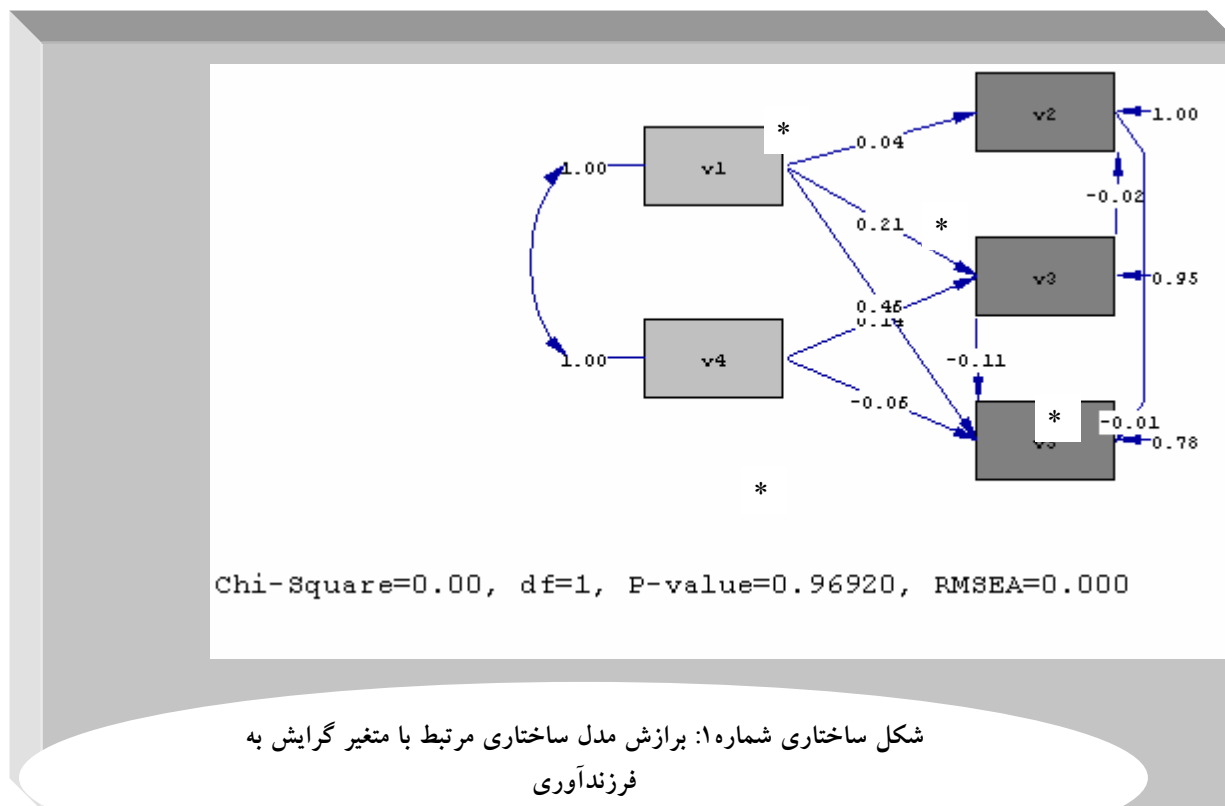 v2
1.00
*
0.04
1.00
v1
-0.02
0.21
*
v3
0.95
0.46
0.14
1.00
v4
-0.11
-0.06
*
-0.01
0.78
*
Chi-Square=0.00, df=1, P-value=0.96920, RMSEA=0.000
شکل ساختاری شماره۱: برازش مدل ساختاری مرتبط با متغیر گرایش به
فرزندآوری